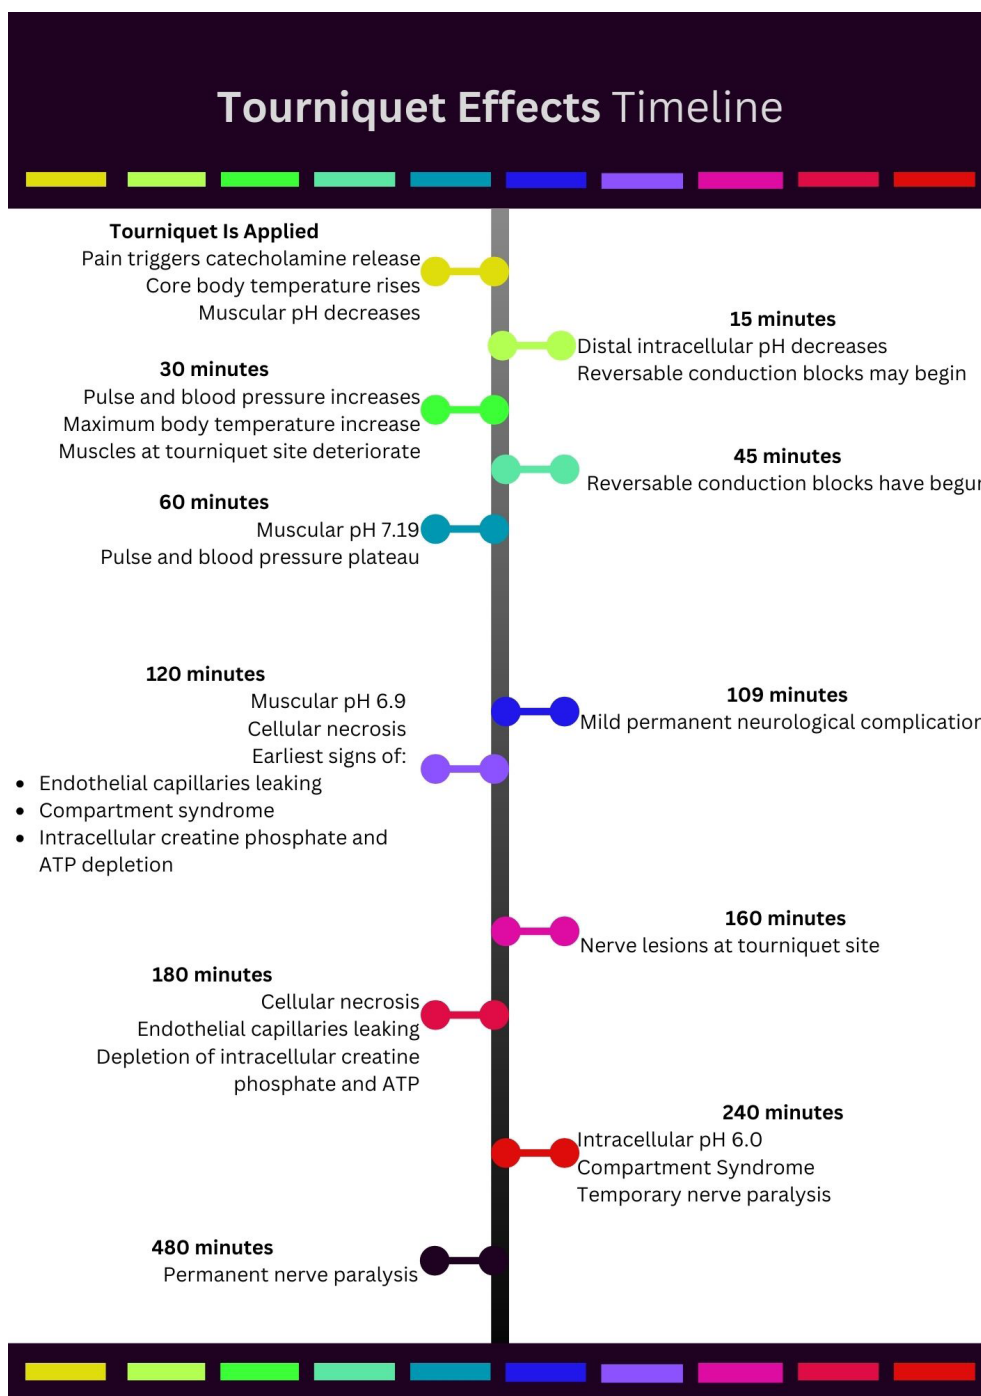 Tourniquet Effects Timeline
Tourniquet Is Applied
Pain triggers catecholamine release
Core body temperature rises
Muscular pH decreases
15 minutes
Distal intracellular pH decreases
Reversable conduction blocks may begin
30 minutes
Pulse and blood pressure increases
Maximum body temperature increase
Muscles at tourniquet site deteriorate
45 minutes
Reversable conduction blocks have begun
60 minutes
Muscular pH 7.19
Pulse and blood pressure plateau
109 minutes
Mild permanent neurological complication
120 minutes
Muscular pH 6.9
Cellular necrosis
Earliest signs of:
• Endothelial capillaries leaking
• Compartment syndrome
• Intracellular creatine phosphate and
ATP depletion
160 minutes
Nerve lesions at tourniquet site
180 minutes
Cellular necrosis
Endothelial capillaries leaking
Depletion of intracellular creatine
phosphate and ATP
240 minutes
Intracellular pH 6.0
Compartment Syndrome
Temporary nerve paralysis
480 minutes
Permanent nerve paralysis